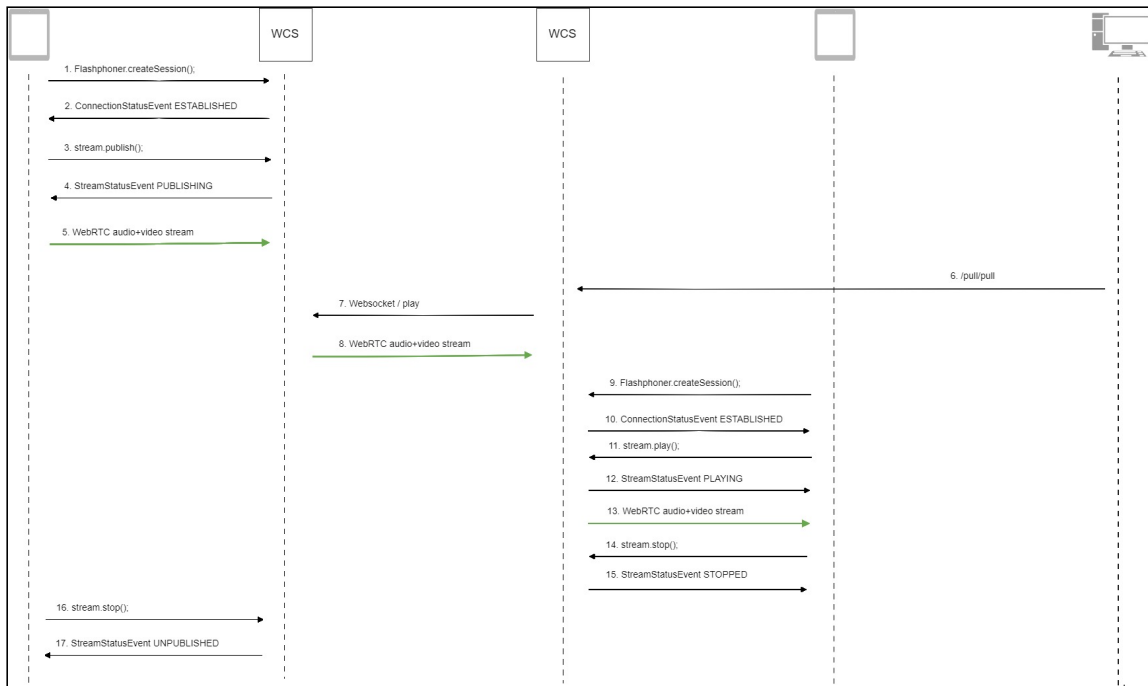 WCS
WCS
1. Flashphoner.createSession();
2. ConnectionStatusEvent ESTABLISHED
3. stream.publish();
4. StreamStatusEvent PUBLISHING
5. WebRTC audio+video stream
6. /pull/pull
7. Websocket / play
8. WebRTC audio+video stream
9. Flashphoner.createSession();
10. ConnectionStatusEvent ESTABLISHED
11. stream.play();
12. StreamStatusEvent PLAYING
13. WebRTC audio+video stream
14. stream.stop();
15. StreamStatusEvent STOPPED
16. stream.stop();
17. StreamStatusEvent UNPUBLISHED